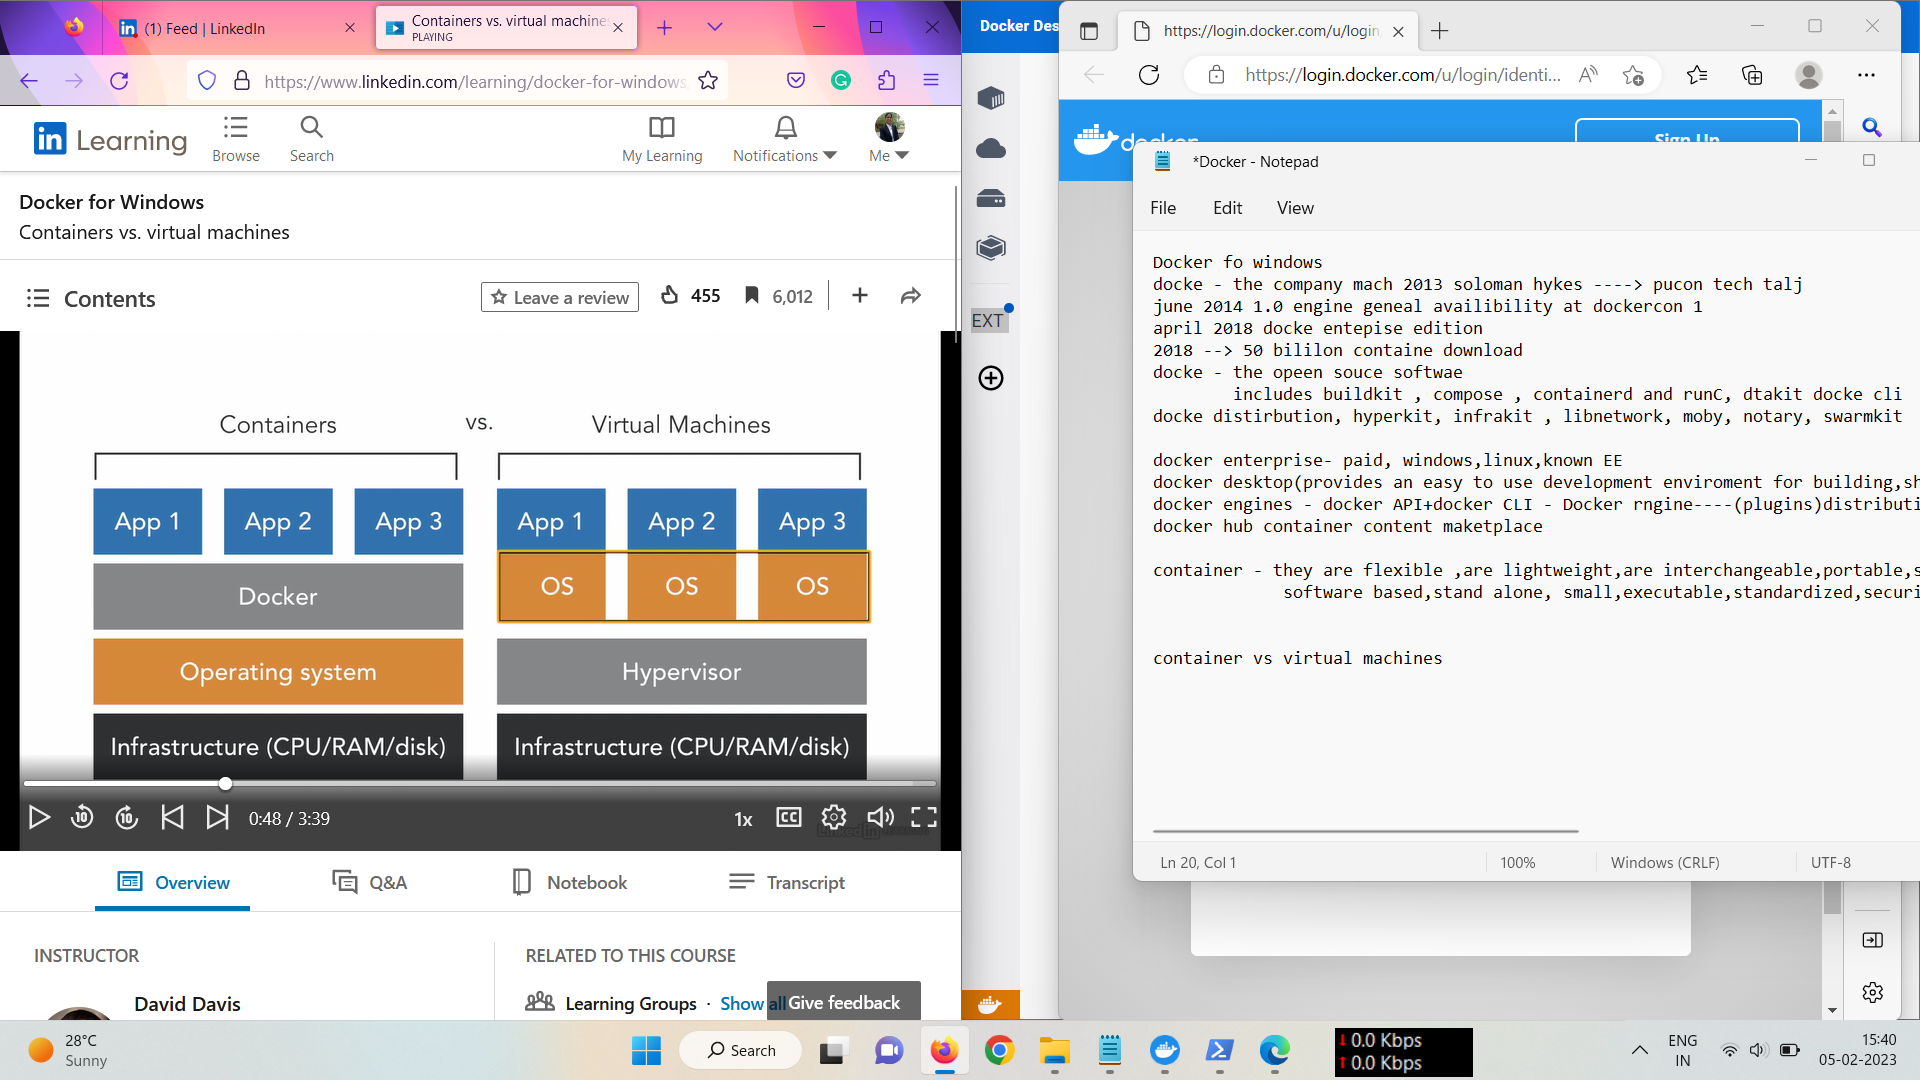 (1) Feed | LinkedIn
Containers vs. virtual machines
PLAYING
https://www.linkedin.com/learning/docker-for-windows
in Learning
Browse
Search
My Learning
Notifications
Me
Docker for Windows
Containers vs. virtual machines
Contents
Leave a review
455
6,012
Containers vs. Virtual Machines
App 1 App 2 App 3 App 1 App 2 App 3
Docker OS OS OS
Operating system Hypervisor
Infrastructure (CPU/RAM/disk) Infrastructure (CPU/RAM/disk)
10 10 0:48 / 3:39 1x CC
Overview Q&A Notebook Transcript
INSTRUCTOR
David Davis
RELATED TO THIS COURSE
Learning Groups · Show all
Give feedback
Docker Des
EXT
https://login.docker.com/u/login
https://login.docker.com/u/login/identi...
docker
Sign Up
*Docker - Notepad
File Edit View
Docker fo windows
docke - the company mach 2013 soloman hykes ----> pucon tech talj
june 2014 1.0 engine geneal availibility at dockercon 1
april 2018 docke entepise edition
2018 --> 50 bililon containe download
docke - the opeen souce softwae
includes buildkit , compose , containerd and runC, dtakit docke cli
docke distirbution, hyperkit, infrakit , libnetwork, moby, notary, swarmkit
docker enterprise- paid, windows,linux,known EE
docker desktop(provides an easy to use development enviroment for building,sh
docker engines - docker API+docker CLI - Docker rngine----(plugins)distributi
docker hub container content maketplace
container - they are flexible ,are lightweight,are interchangeable,portable,s
software based,stand alone, small,executable,standardized,securi
container vs virtual machines
Ln 20, Col 1
100%
Windows (CRLF)
UTF-8
28°C
Sunny
Search
0.0 Kbps
0.0 Kbps
ENG
IN
15:40
05-02-2023